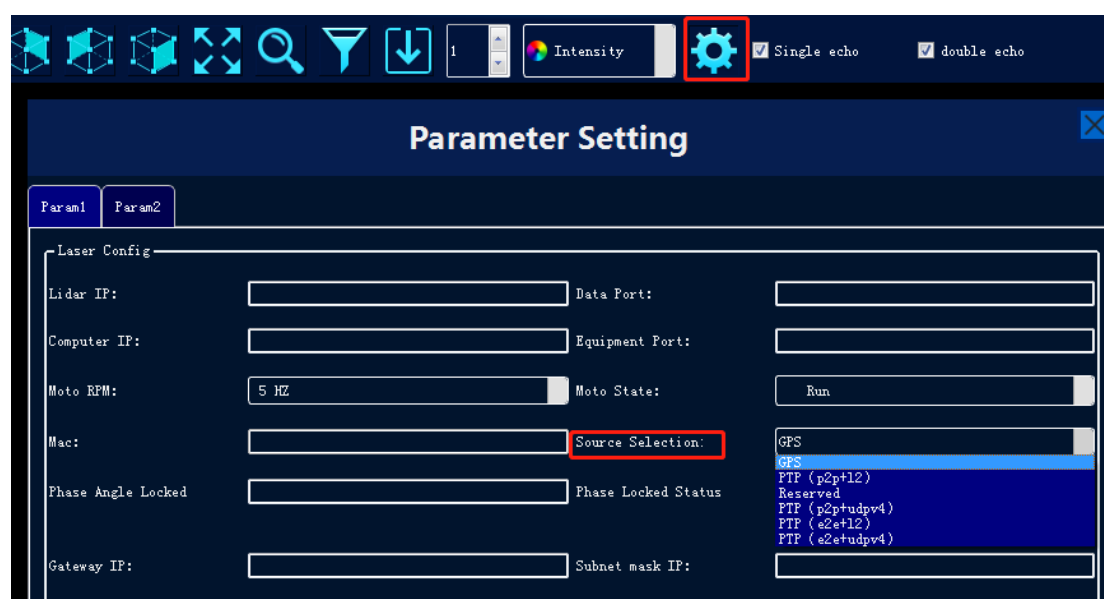 1 Intensity Single echo double echo
Parameter Setting
Param1 Param2
Laser Config
Lidar IP: Data Port:
Computer IP: Equipment Port:
Moto RPM: 5 HZ Moto State: Run
Mac: Source Selection: GPS
GPS
PTP (p2p+l2)
Phase Angle Locked Phase Locked Status
Reserved
PTP (p2p+udpv4)
PTP (e2e+l2)
PTP (e2e+udpv4)
Gateway IP: Subnet mask IP: